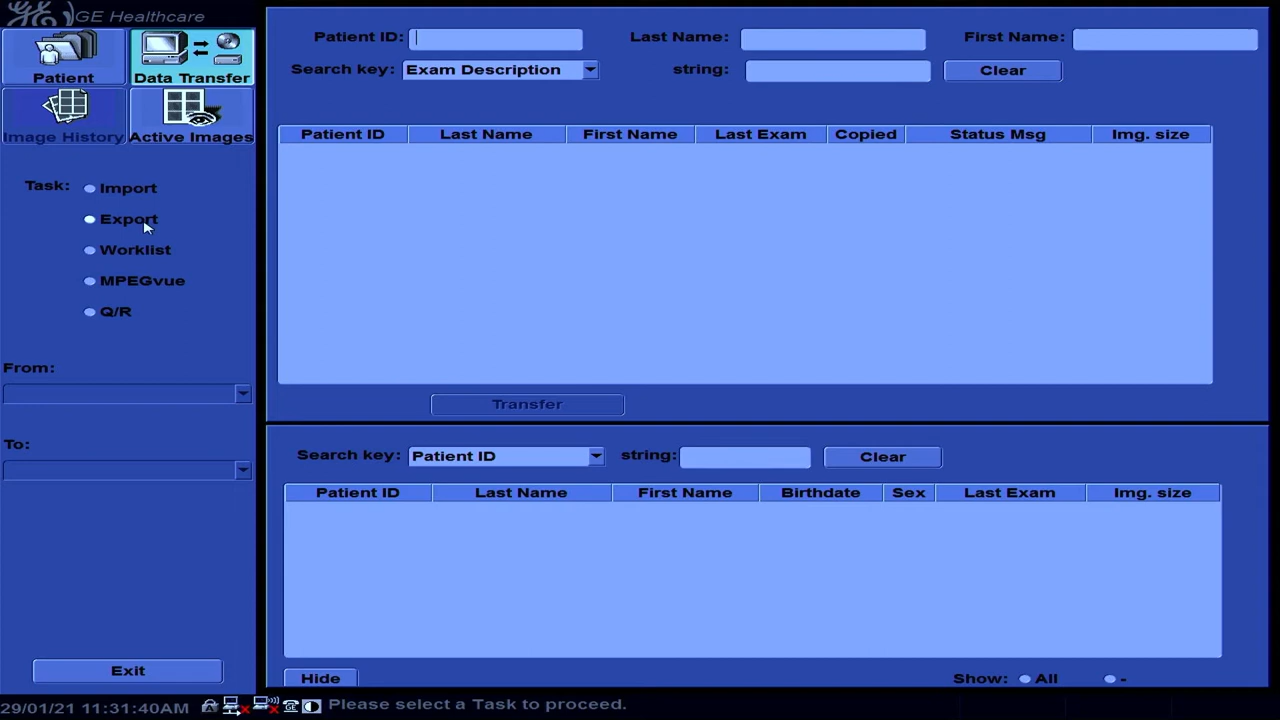 GE Healthcare
Patient
Data Transfer
Image History
Active Images
Task:
Import
Export
Worklist
MPEGvue
Q/R
From:
To:
Exit
Patient ID:
Last Name:
First Name:
Search key: Exam Description string: Clear
Patient ID Last Name First Name Last Exam Copied Status Msg Img. size
Transfer
Search key: Patient ID string: Clear
Patient ID Last Name First Name Birthdate Sex Last Exam Img. size
Hide
Show: All -
29/01/21 11:31:40AM Please select a Task to proceed.